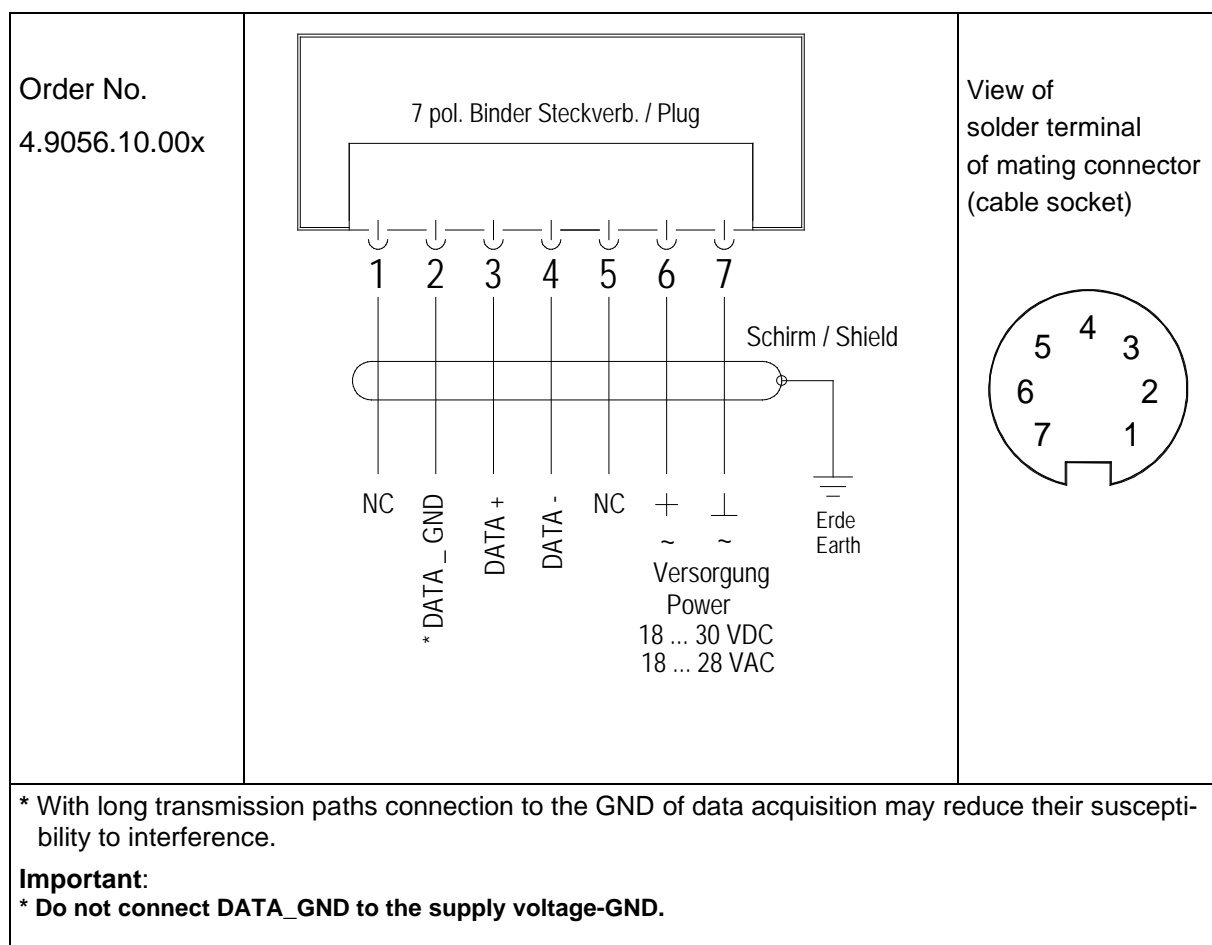 Order No.
4.9056.10.00x
7 pol. Binder Steckverb. / Plug
1 2 3 4 5 6 7
Schirm / Shield
NC
* DATA _ GND
DATA +
DATA -
NC
+ ⊥
~ ~
Versorgung
Power
18 ... 30 VDC
18 ... 28 VAC
Erde
Earth
View of
solder terminal
of mating connector
(cable socket)
4
5 3
6 2
7 1
* With long transmission paths connection to the GND of data acquisition may reduce their suscepti-
bility to interference.
Important:
* Do not connect DATA_GND to the supply voltage-GND.